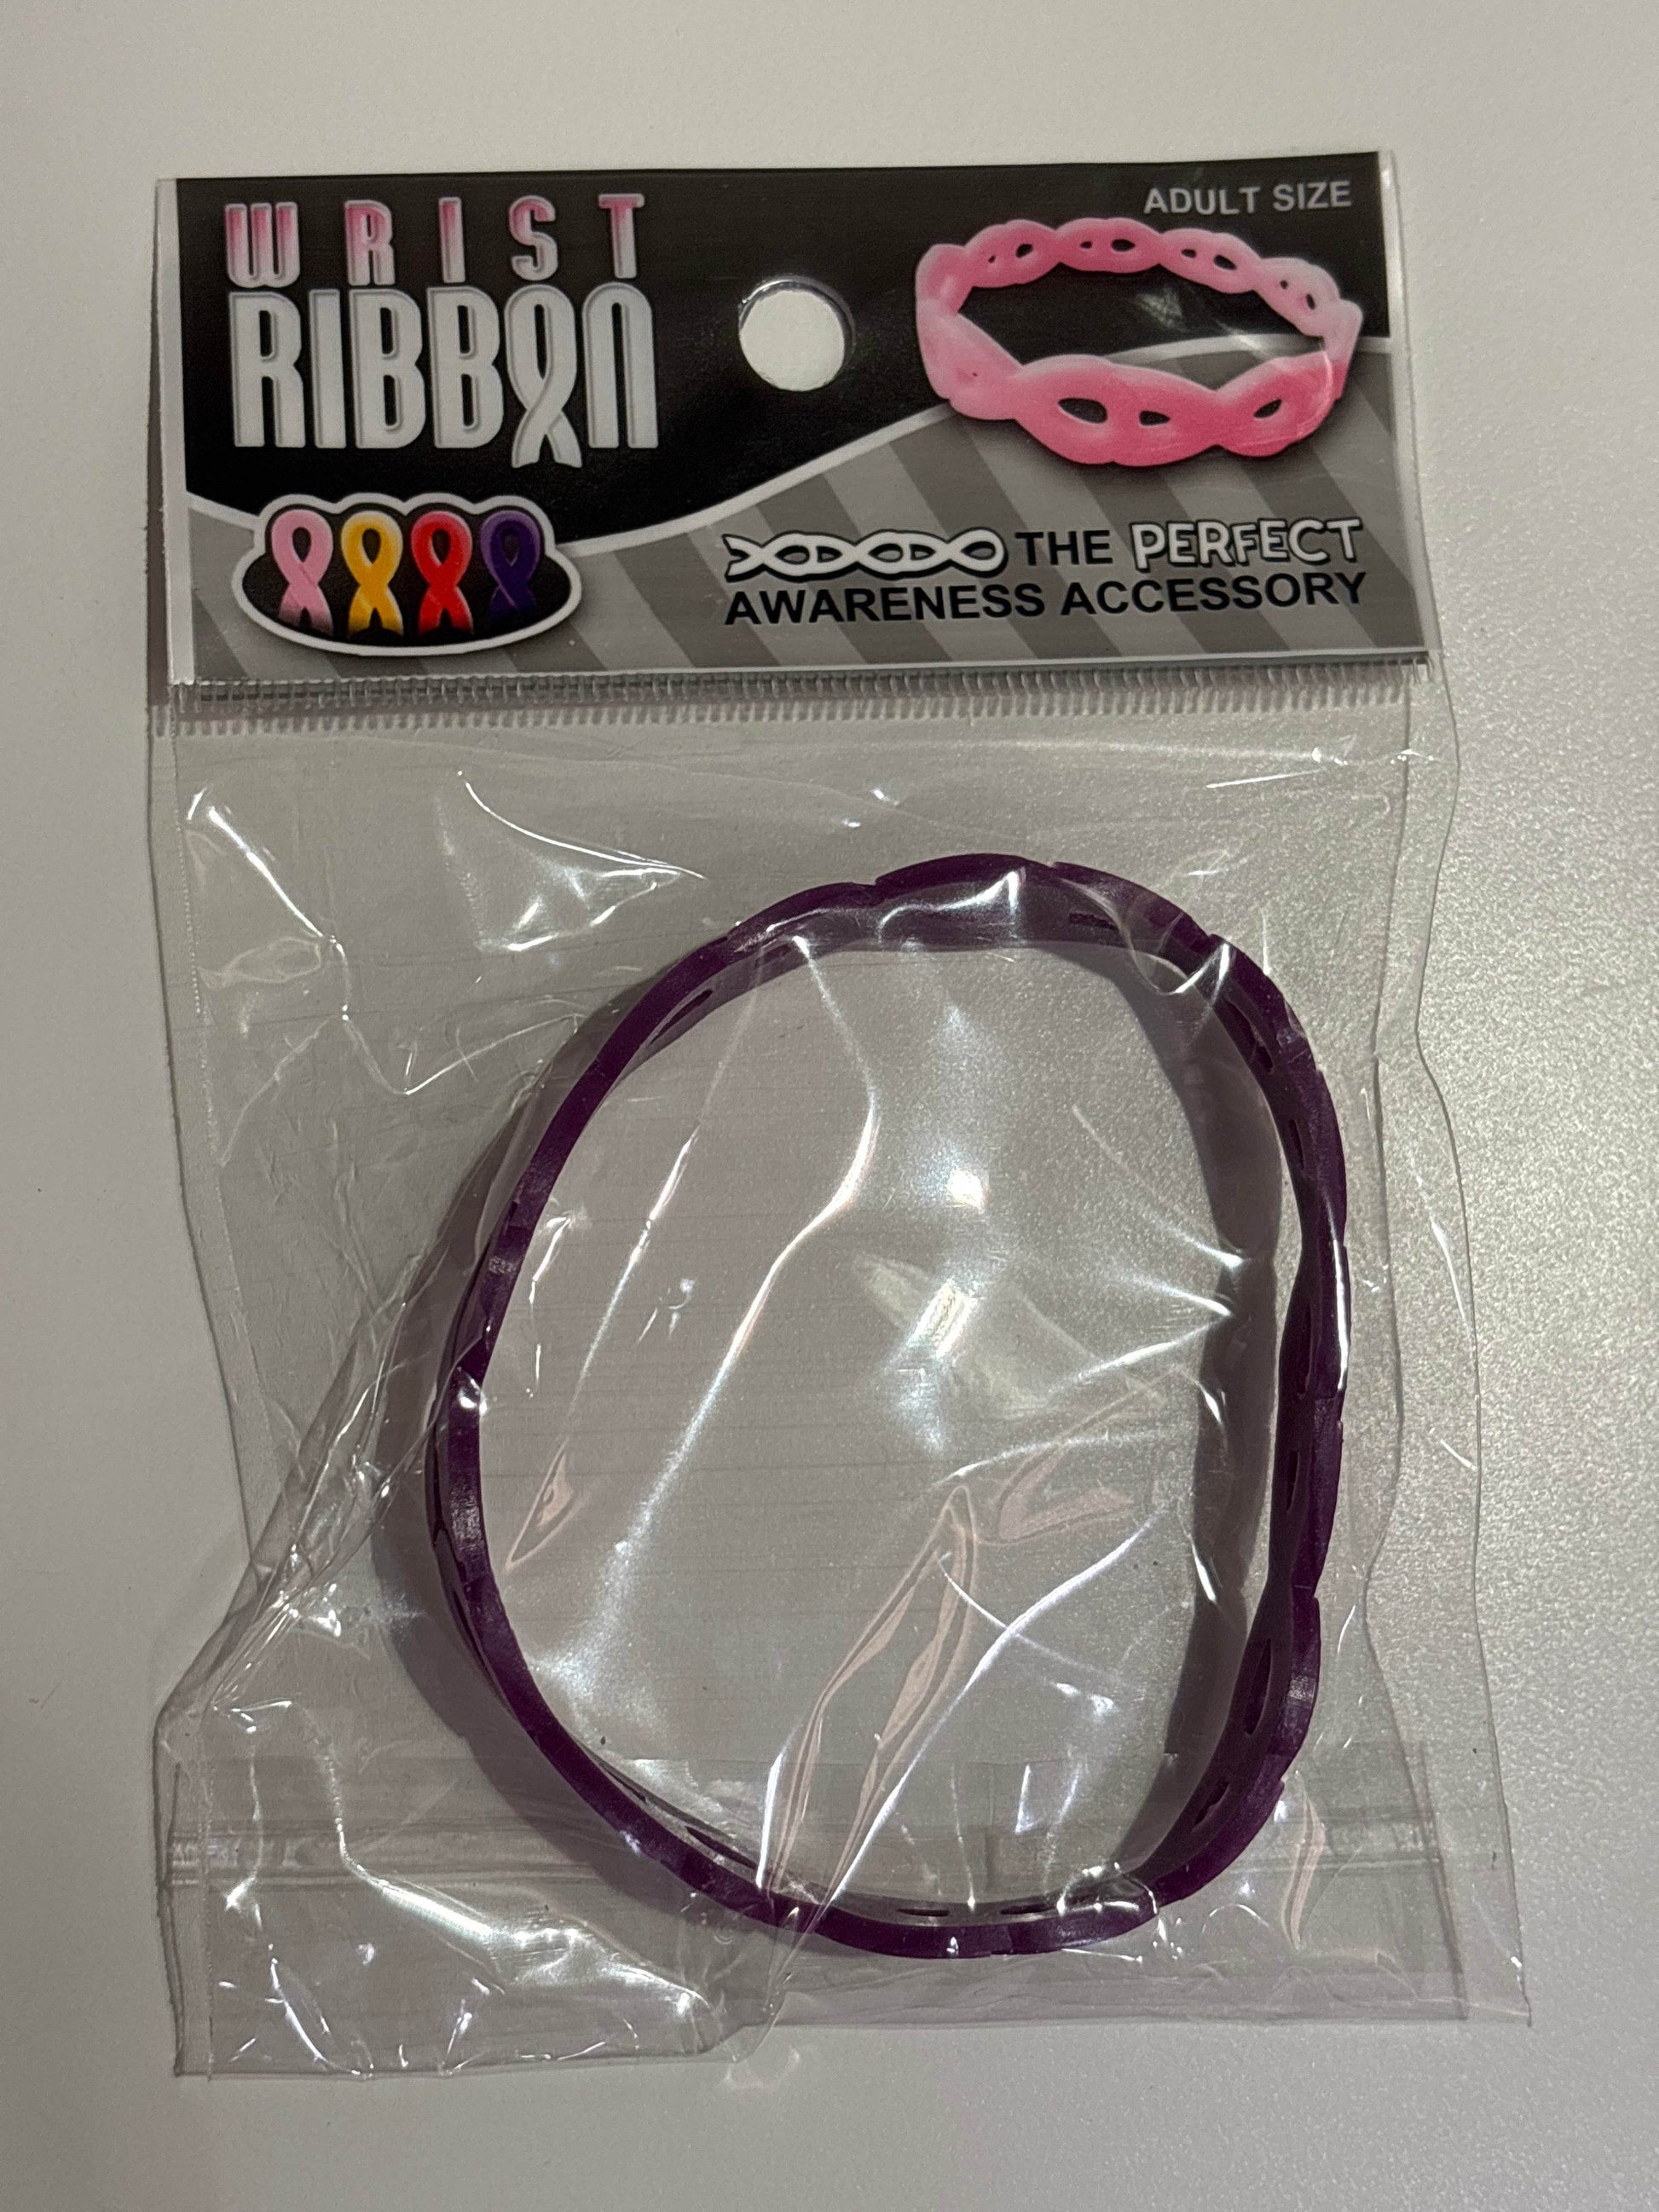 WRIST
RIBBON
ADULT SIZE
THE PERFECT
AWARENESS ACCESSORY